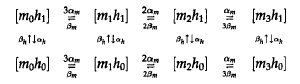 [m₀h₁] 3αₘ ⇌ βₘ [m₁h₁] 2αₘ ⇌ 2βₘ [m₂h₁] αₘ ⇌ 3βₘ [m₃h₁]
βₕ↑↓αₕ βₕ↑↓αₕ βₕ↑↓αₕ βₕ↑↓αₕ
[m₀h₀] 3αₘ ⇌ βₘ [m₁h₀] 2αₘ ⇌ 2βₘ [m₂h₀] αₘ ⇌ 3βₘ [m₃h₀]